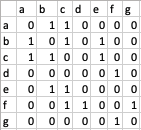 a b c d e f g
a 0 1 1 0 0 0 0
b 1 0 1 0 1 0 0
c 1 1 0 0 1 0 0
d 0 0 0 0 0 1 0
e 0 1 1 0 0 0 0
f 0 0 1 1 0 0 1
g 0 0 0 0 0 1 0